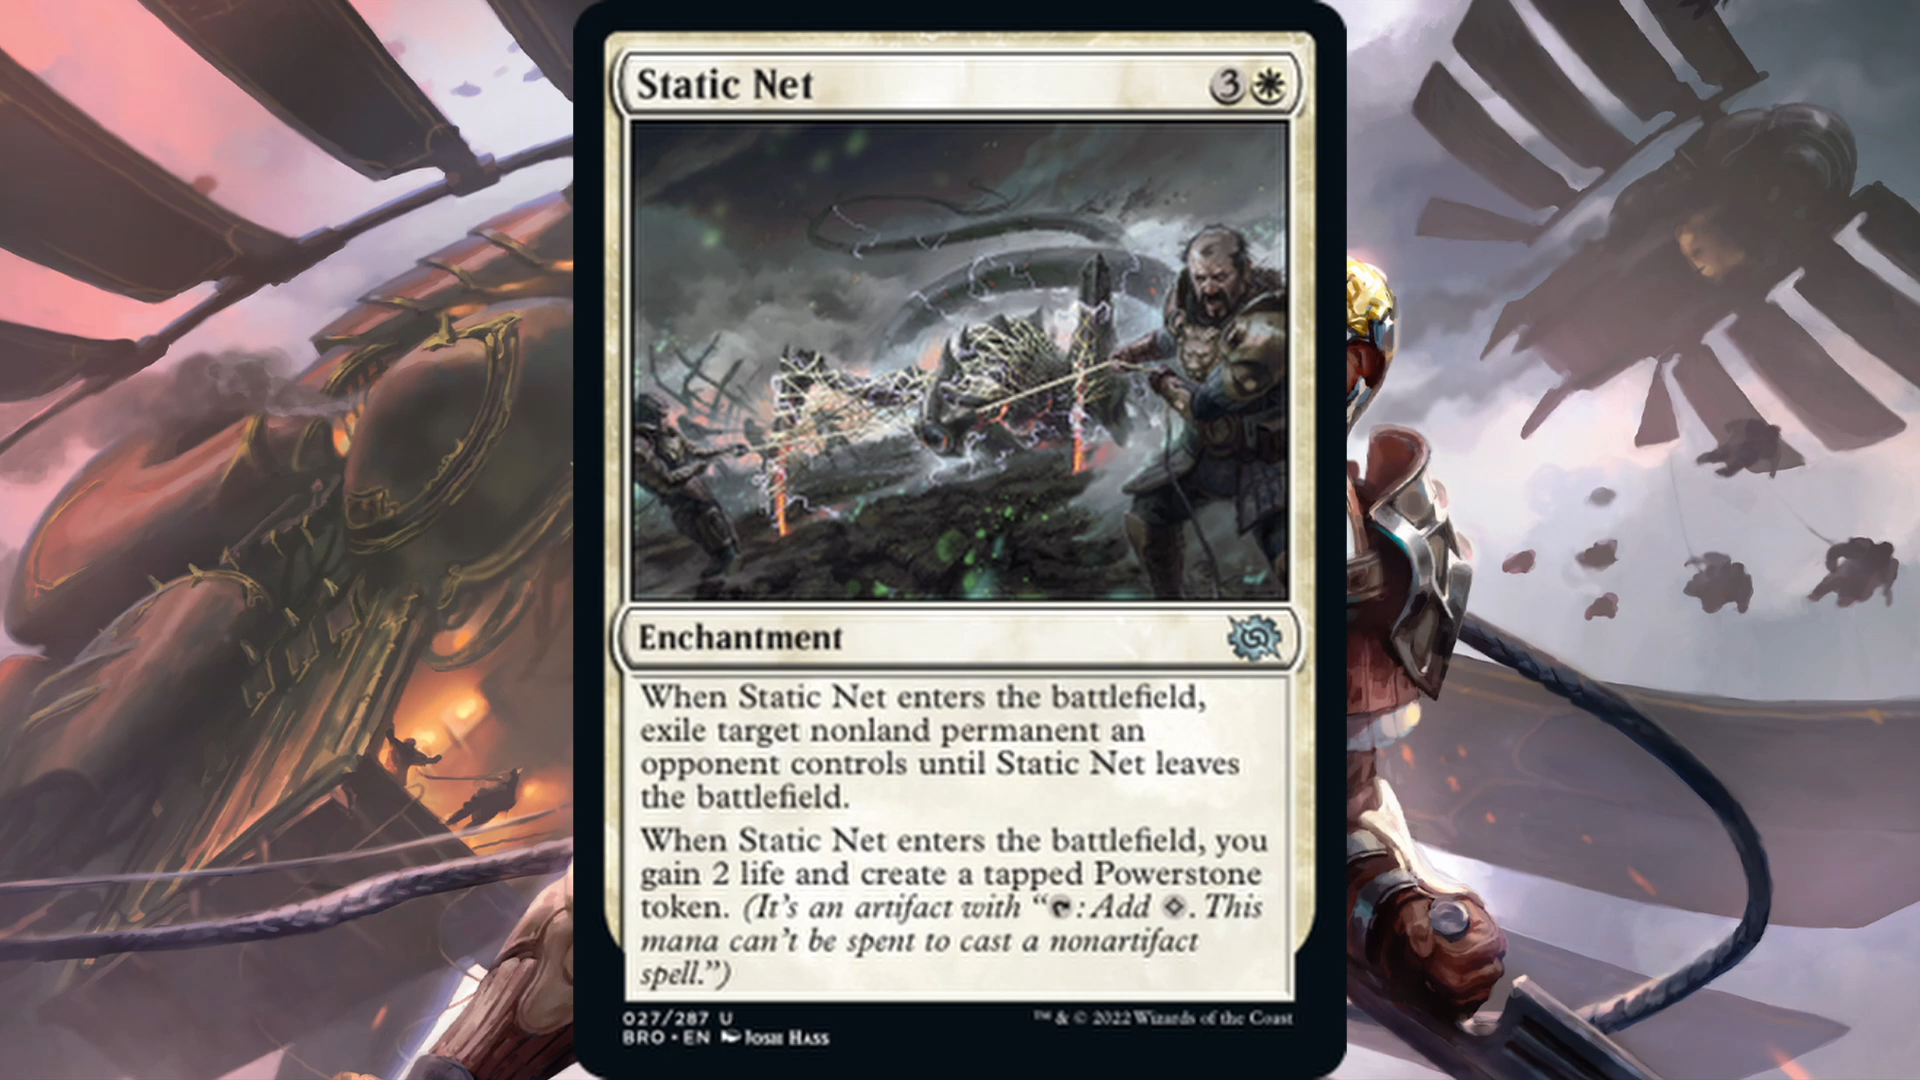 Static Net 3
Enchantment
When Static Net enters the battlefield,
exile target nonland permanent an
opponent controls until Static Net leaves
the battlefield.
When Static Net enters the battlefield, you
gain 2 life and create a tapped Powerstone
token. (It's an artifact with “: Add . This
mana can't be spent to cast a nonartifact
spell.”)
027/287 U
™ & © 2022 Wizards of the Coast
BRO • EN Josh Hass